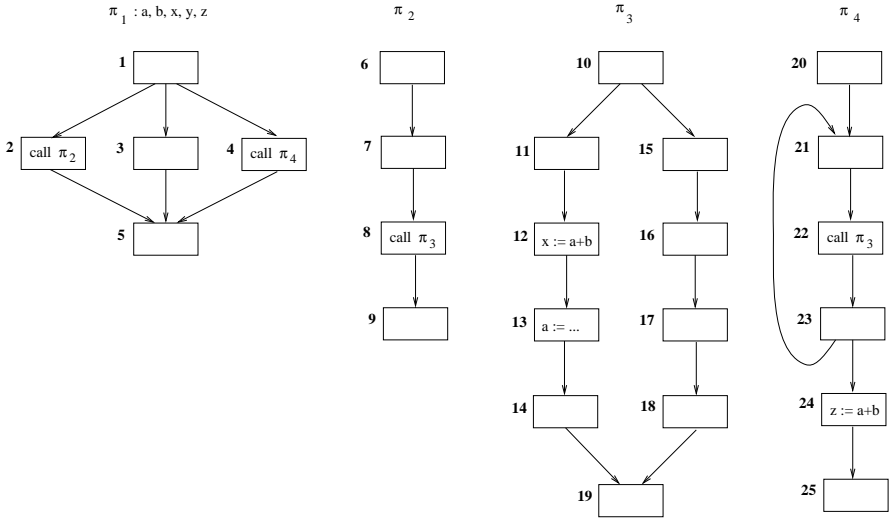 π1 : a, b, x, y, z
1
2 call π2
3
4 call π4
5
π2
6
7
8 call π3
9
π3
10
11
12 x := a+b
13 a := ...
14
15
16
17
18
19
π4
20
21
22 call π3
23
24 z := a+b
25